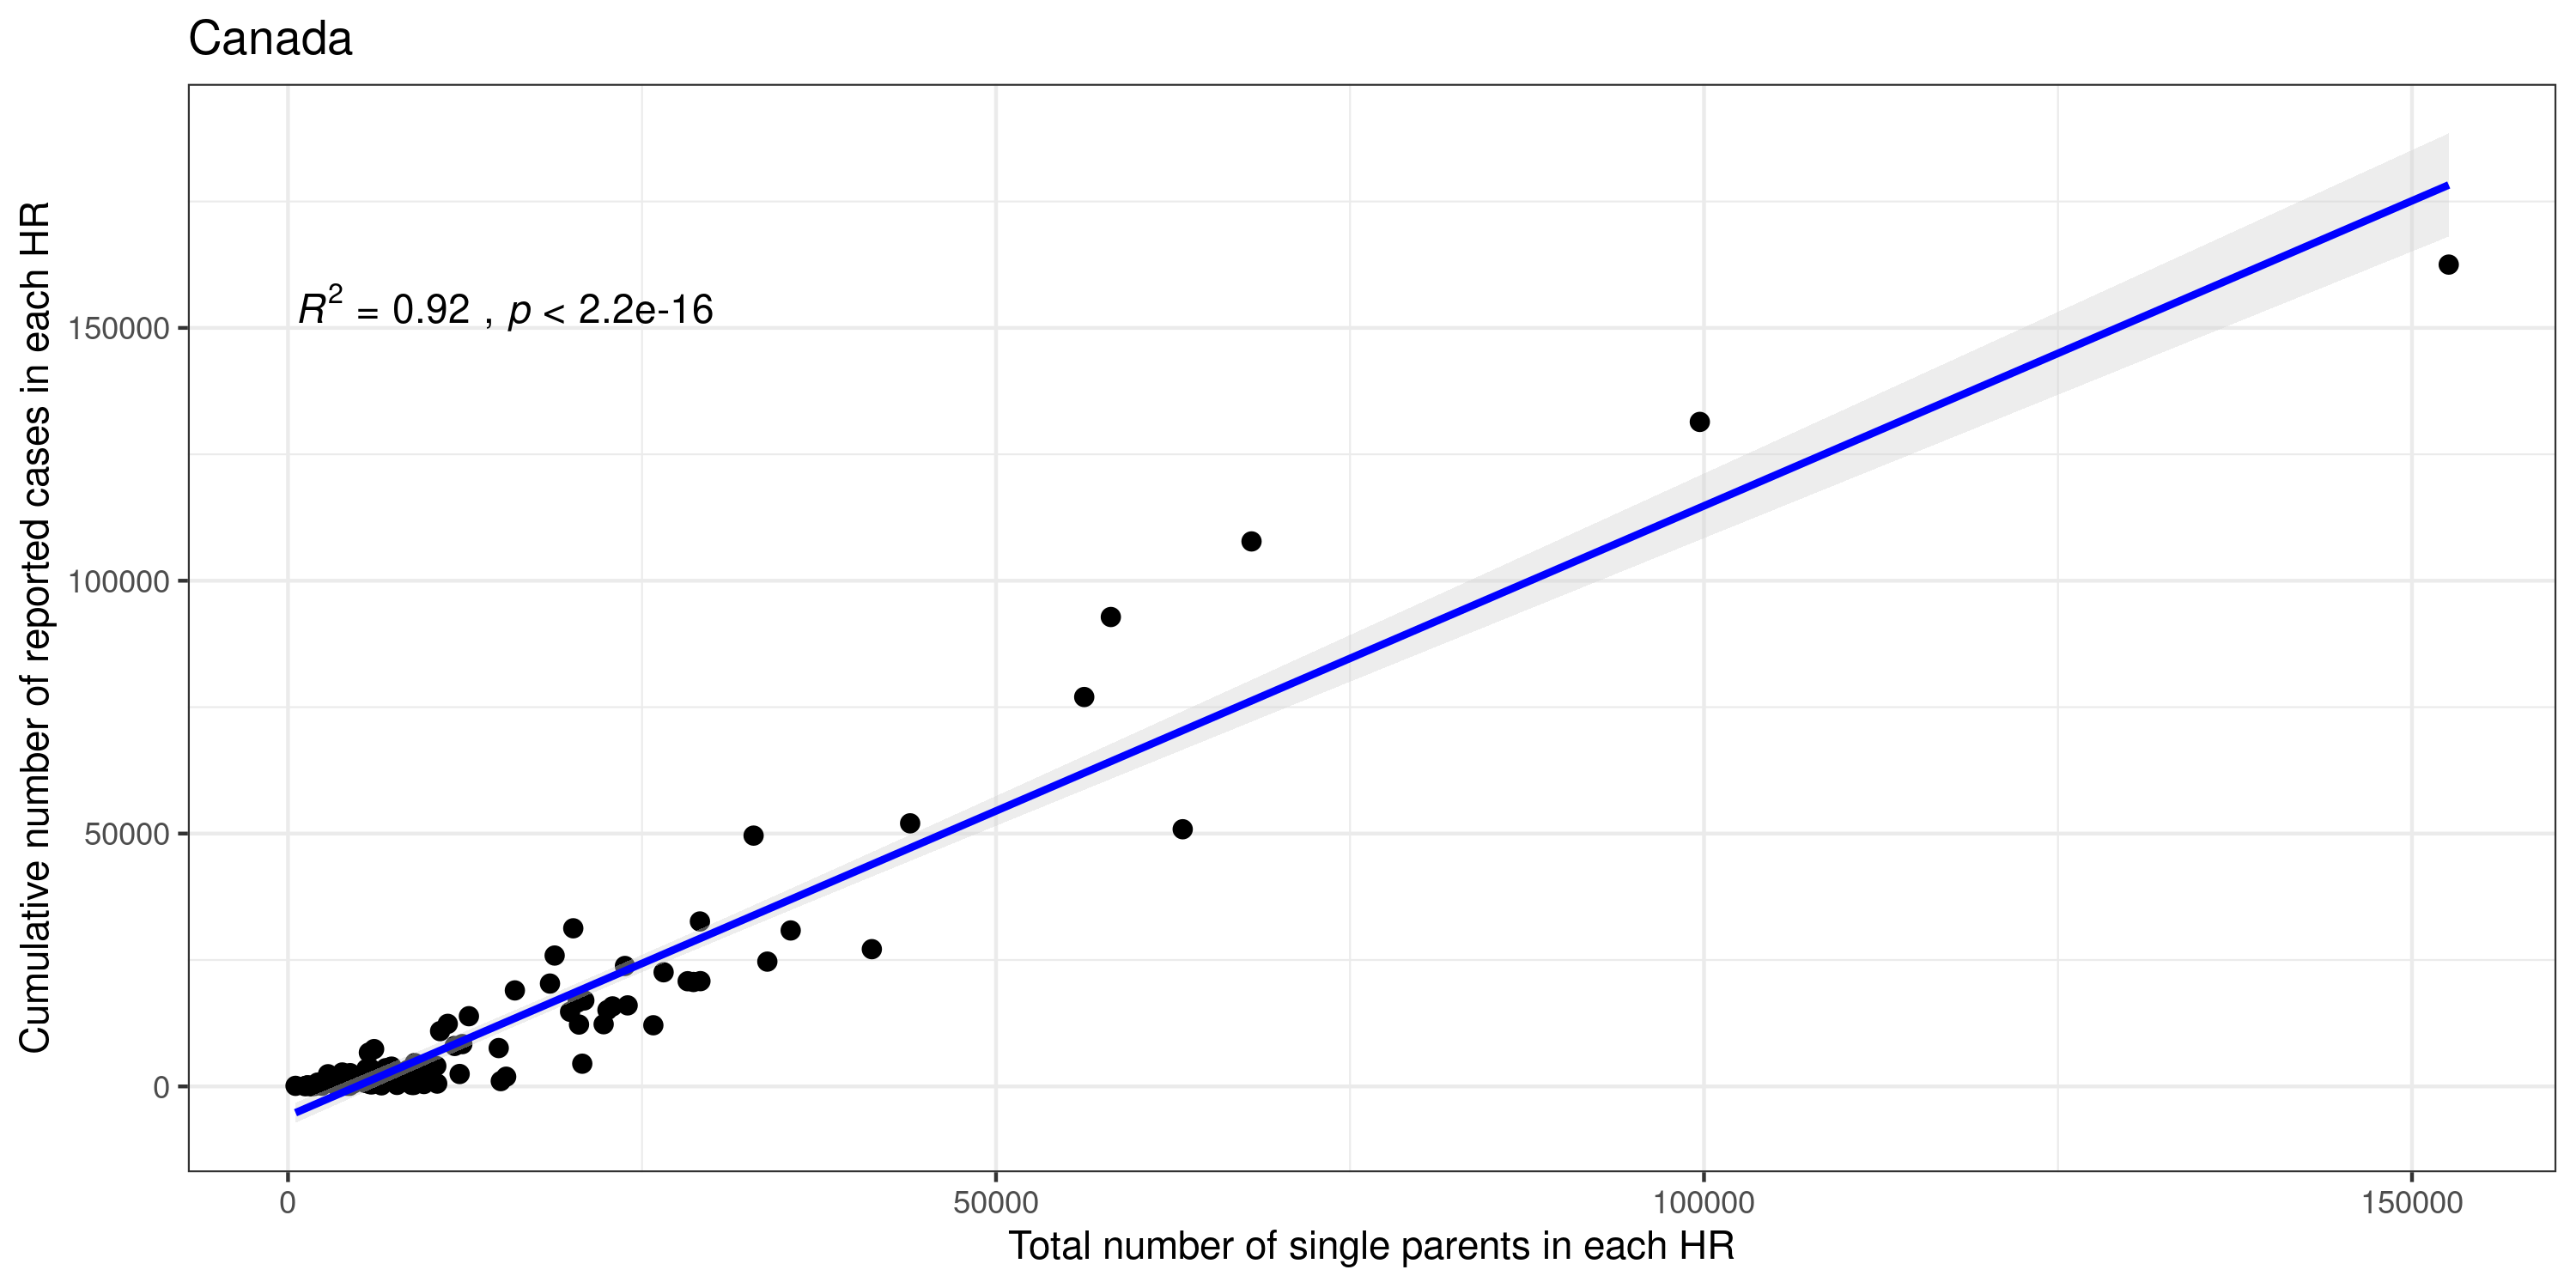 Canada
Cumulative number of reported cases in each HR
R² = 0.92 , p < 2.2e-16
150000
100000
50000
0
0 50000 100000 150000
Total number of single parents in each HR